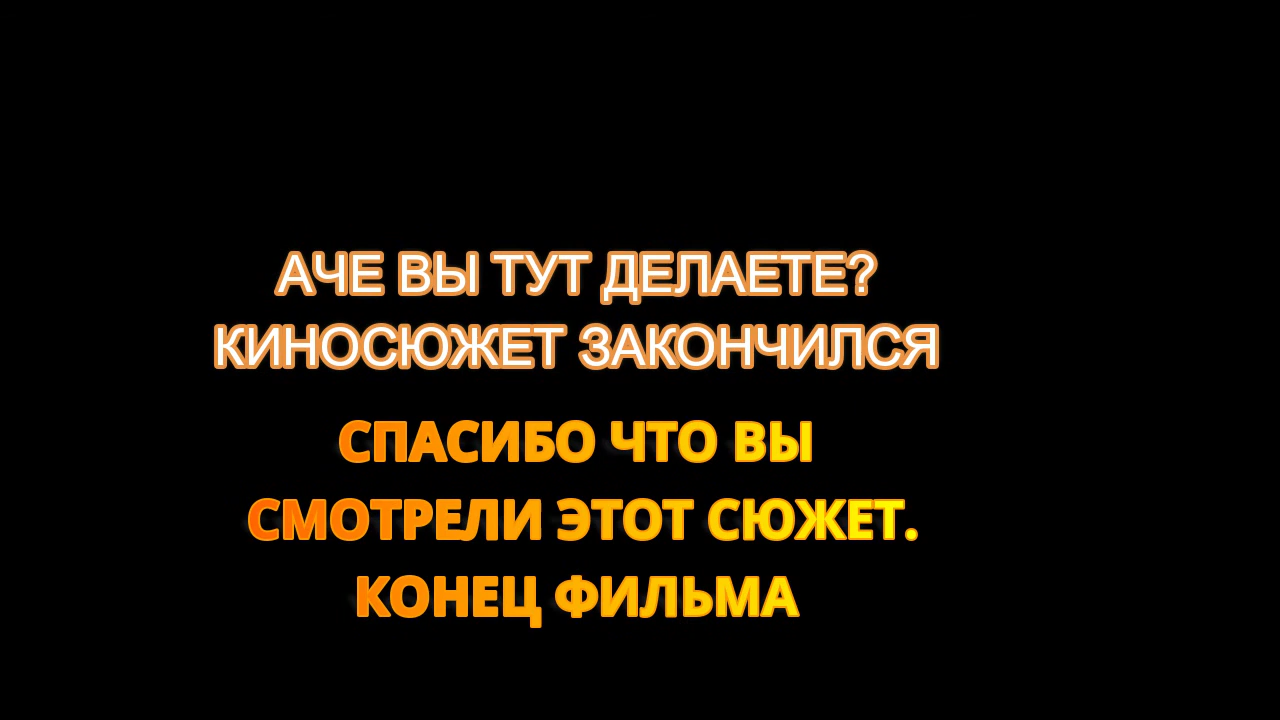 АЧЕ ВЫ ТУТ ДЕЛАЕТЕ?
КИНОСЮЖЕТ ЗАКОНЧИЛСЯ
СПАСИБО ЧТО ВЫ
СМОТРЕЛИ ЭТОТ СЮЖЕТ.
КОНЕЦ ФИЛЬМА